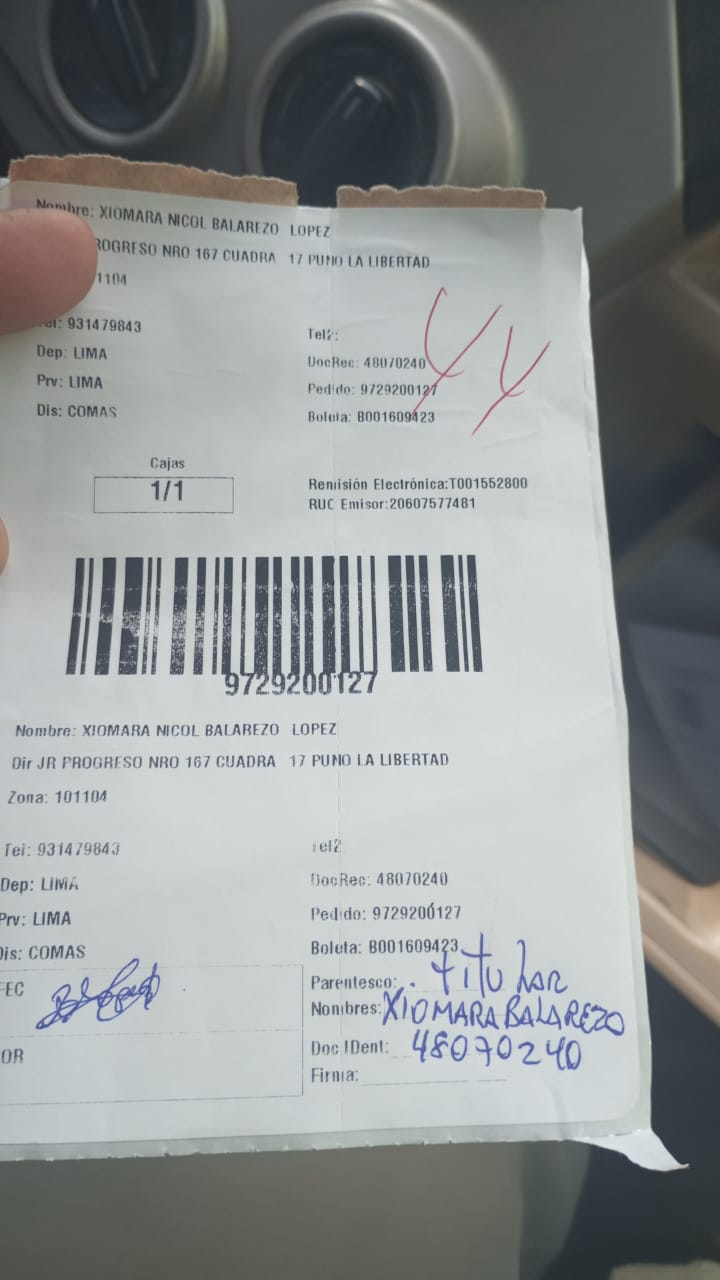 Nombre: XIOMARA NICOL BALAREZO LOPEZ
ROGRESO NRO 167 CUADRA 17 PUNO LA LIBERTAD
1104
Tel: 931479843 Tel2:
Dep: LIMA DocRec: 48070240
Prv: LIMA Pedido: 9729200127
Dis: COMAS Boleta: B001609423
Cajas
1/1
Remisión Electrónica:T001552800
RUC Emisor:20607577481
9729200127
Nombre: XIOMARA NICOL BALAREZO LOPEZ
Dir JR PROGRESO NRO 167 CUADRA 17 PUNO LA LIBERTAD
Zona: 101104
Tel: 931479843 Tel2
Dep: LIMA DocRec: 48070240
Prv: LIMA Pedido: 9729200127
Dis: COMAS Boleta: B001609423
FEC Parentesco: titular
Nombres: XIOMARA BALAREZO
OR Doc IDent: 48070240
Firma: